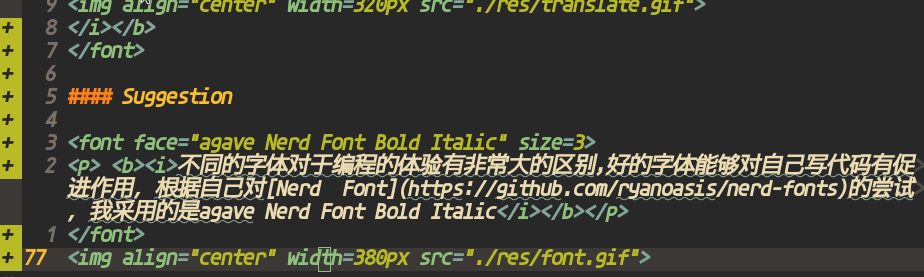 9 <img align="center" width=320px src="./res/translate.gif">
+ 8 </i></b>
+ 7 </font>
+ 6
+ 5 #### Suggestion
+ 4
+ 3 <font face="agave Nerd Font Bold Italic" size=3>
+ 2 <p> <b><i>不同的字体对于编程的体验有非常大的区别,好的字体能够对自己写代码有促
进作用, 根据自己对[Nerd  Font](https://github.com/ryanoasis/nerd-fonts)的尝试
, 我采用的是agave Nerd Font Bold Italic</i></b></p>
+ 1 </font>
+ 77 <img align="center" width=380px src="./res/font.gif">